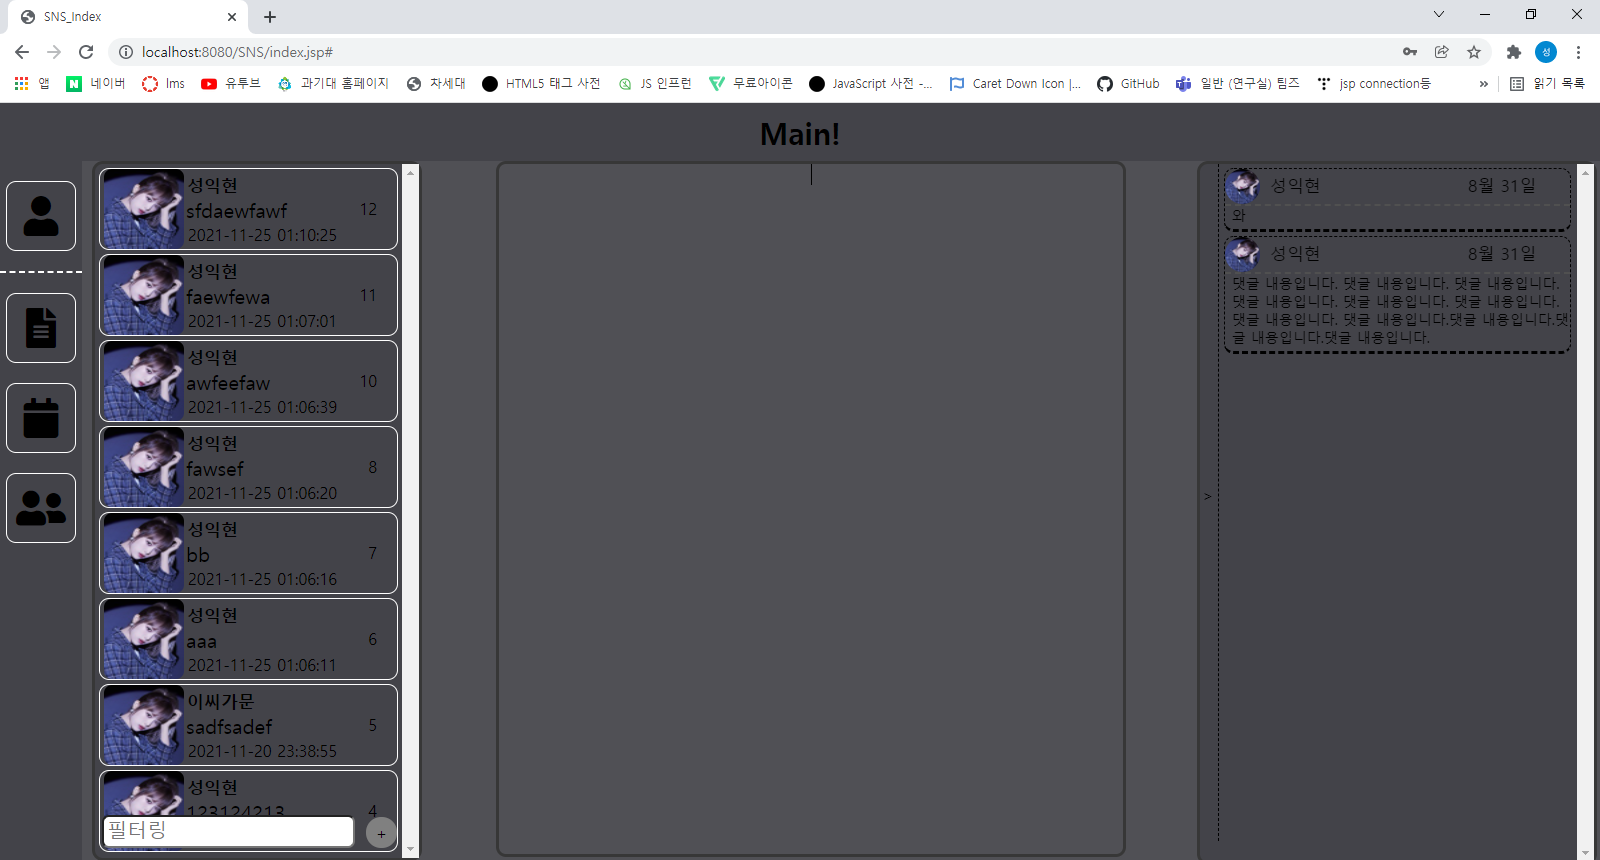 SNS_Index
localhost:8080/SNS/index.jsp#
성
앱
네이버
lms
유투브
과기대 홈페이지
차세대
HTML5 태그 사전
JS 인프런
무료아이콘
JavaScript 사전 -...
Caret Down Icon |...
GitHub
일반 (연구실) 팀즈
jsp connection등
»
읽기 목록
Main!
성익현
sfdaewfawf 12
2021-11-25 01:10:25
성익현
faewfewa 11
2021-11-25 01:07:01
성익현
awfeefaw 10
2021-11-25 01:06:39
성익현
fawsef 8
2021-11-25 01:06:20
성익현
bb 7
2021-11-25 01:06:16
성익현
aaa 6
2021-11-25 01:06:11
이씨가문
sadfsadef 5
2021-11-20 23:38:55
성익현
123124213 4
필터링
+
>
성익현 8월 31일
와
성익현 8월 31일
댓글 내용입니다. 댓글 내용입니다. 댓글 내용입니다.
댓글 내용입니다. 댓글 내용입니다. 댓글 내용입니다.
댓글 내용입니다. 댓글 내용입니다.댓글 내용입니다.댓
글 내용입니다.댓글 내용입니다.